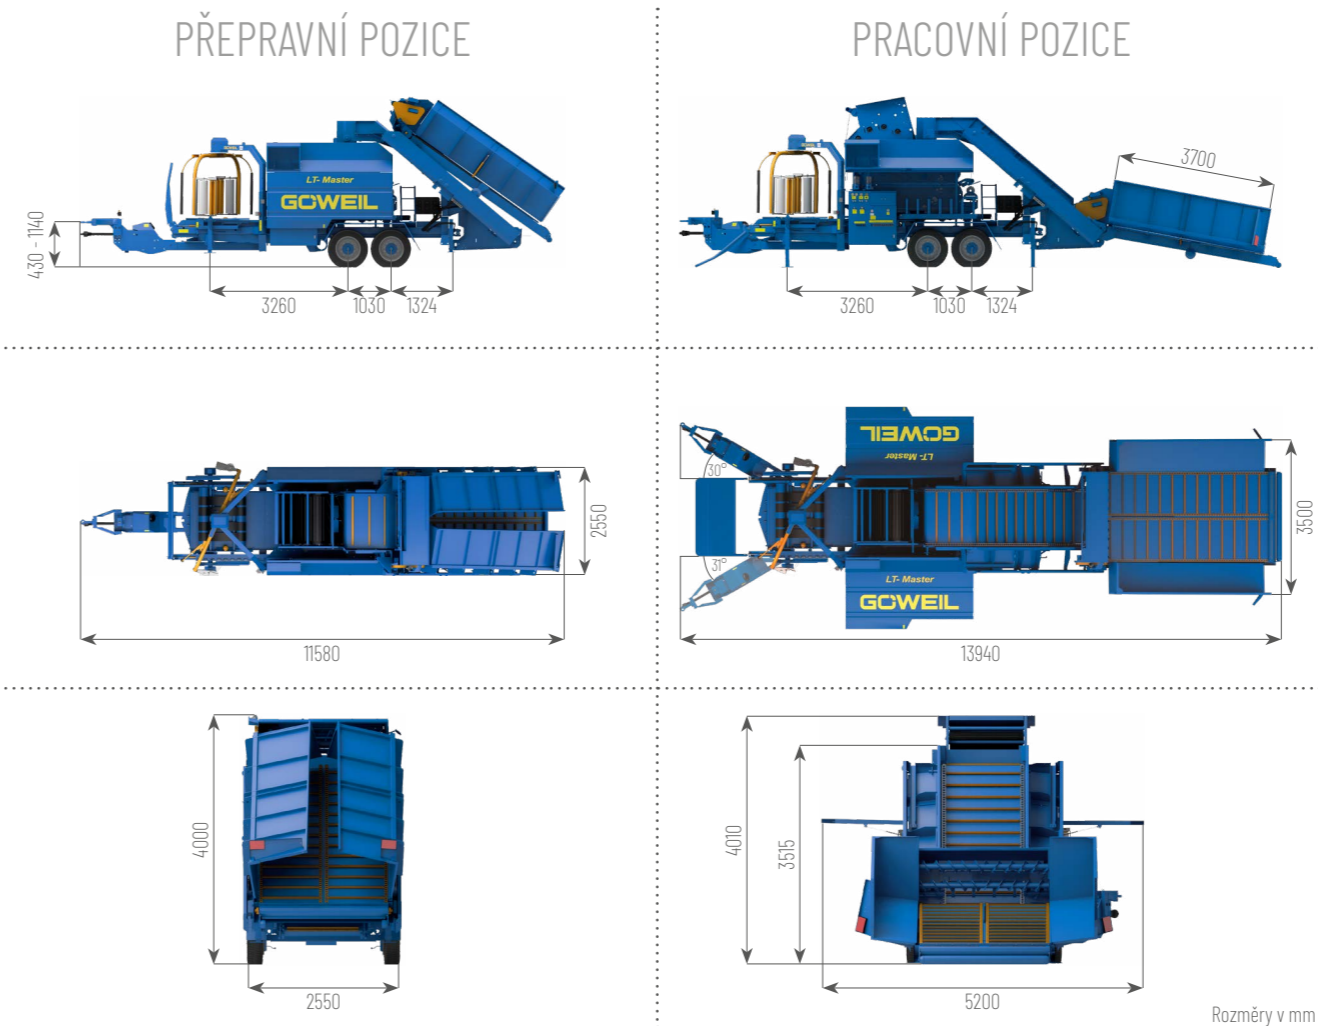 PŘEPRAVNÍ POZICE
PRACOVNÍ POZICE
LT- Master
GÖWEIL
430 - 1140
3260
1030
1324
3700
3260
1030
1324
2550
11580
GÖWEIL
LT- Master
30°
31°
LT- Master
GÖWEIL
3500
13940
4000
2550
4010
3515
5200
Rozměry v mm